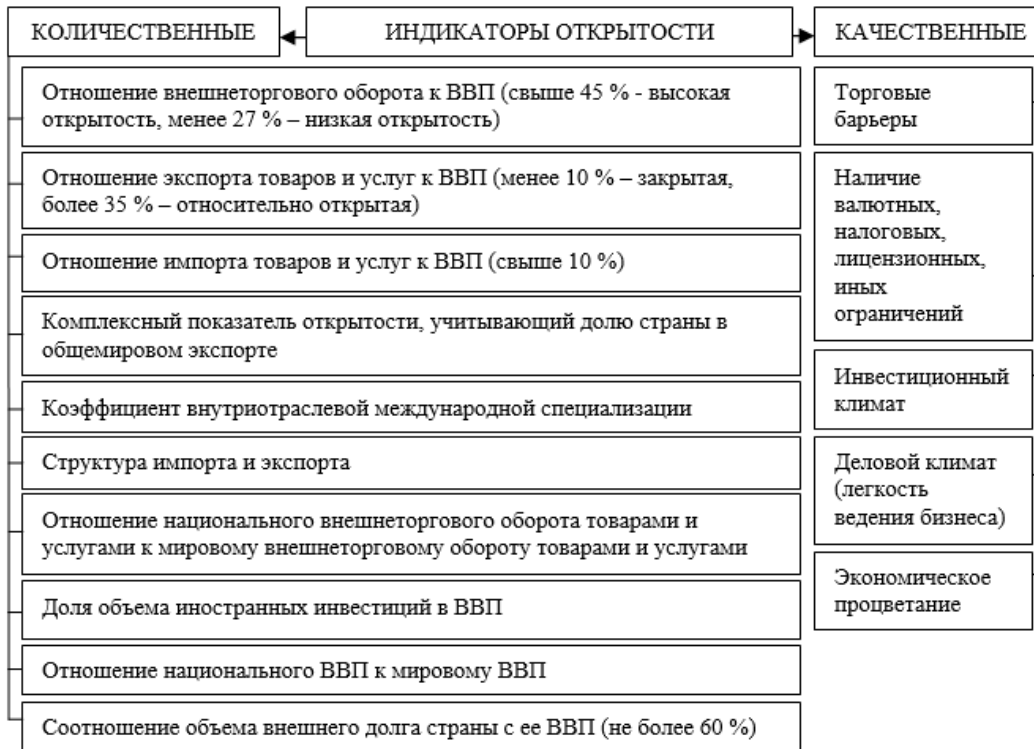 КОЛИЧЕСТВЕННЫЕ
ИНДИКАТОРЫ ОТКРЫТОСТИ
КАЧЕСТВЕННЫЕ
Отношение внешнеторгового оборота к ВВП (свыше 45 % - высокая
открытость, менее 27 % – низкая открытость)
Отношение экспорта товаров и услуг к ВВП (менее 10 % – закрытая,
более 35 % – относительно открытая)
Отношение импорта товаров и услуг к ВВП (свыше 10 %)
Комплексный показатель открытости, учитывающий долю страны в
общемировом экспорте
Коэффициент внутриотраслевой международной специализации
Структура импорта и экспорта
Отношение национального внешнеторгового оборота товарами и
услугами к мировому внешнеторговому обороту товарами и услугами
Доля объема иностранных инвестиций в ВВП
Отношение национального ВВП к мировому ВВП
Соотношение объема внешнего долга страны с ее ВВП (не более 60 %)
Торговые
барьеры
Наличие
валютных,
налоговых,
лицензионных,
иных
ограничений
Инвестиционный
климат
Деловой климат
(легкость
ведения бизнеса)
Экономическое
процветание